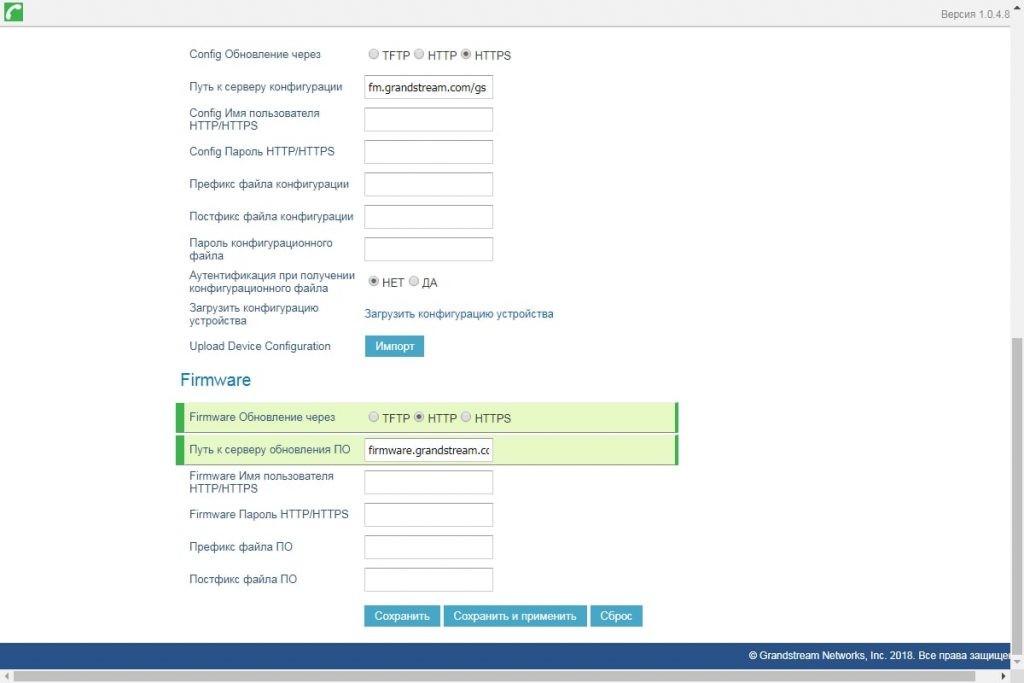 Версия 1.0.4.8
Config Обновление через TFTP HTTP HTTPS
Путь к серверу конфигурации fm.grandstream.com/gs
Config Имя пользователя
HTTP/HTTPS
Config Пароль HTTP/HTTPS
Префикс файла конфигурации
Постфикс файла конфигурации
Пароль конфигурационного
файла
Аутентификация при получении
конфигурационного файла НЕТ ДА
Загрузить конфигурацию
устройства Загрузить конфигурацию устройства
Upload Device Configuration Импорт
Firmware
Firmware Обновление через TFTP HTTP HTTPS
Путь к серверу обновления ПО firmware.grandstream.cc
Firmware Имя пользователя
HTTP/HTTPS
Firmware Пароль HTTP/HTTPS
Префикс файла ПО
Постфикс файла ПО
Сохранить Сохранить и применить Сброс
© Grandstream Networks, Inc. 2018. Все права защище